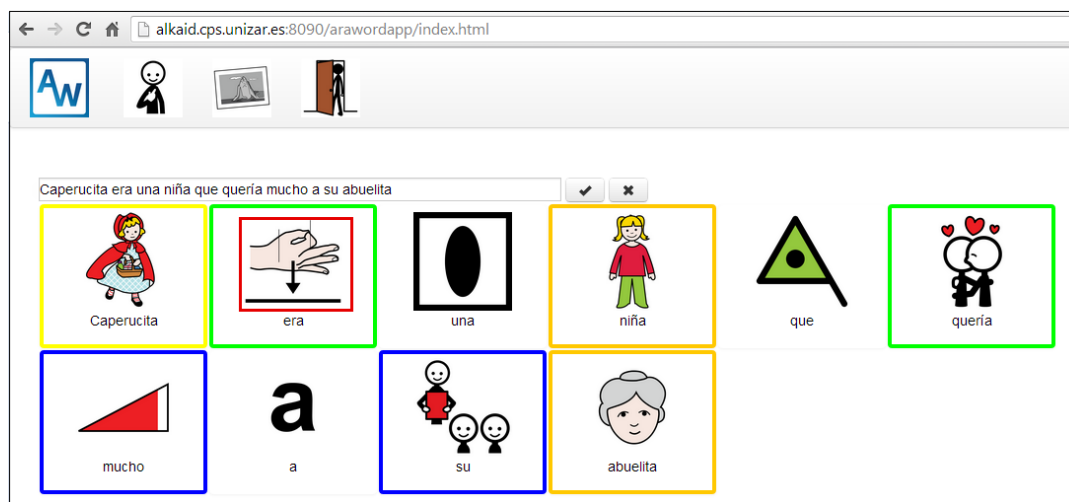 alkaid.cps.unizar.es:8090/arawordapp/index.html
AW
Caperucita era una niña que quería mucho a su abuelita
Caperucita era una niña que quería
a
mucho a su abuelita